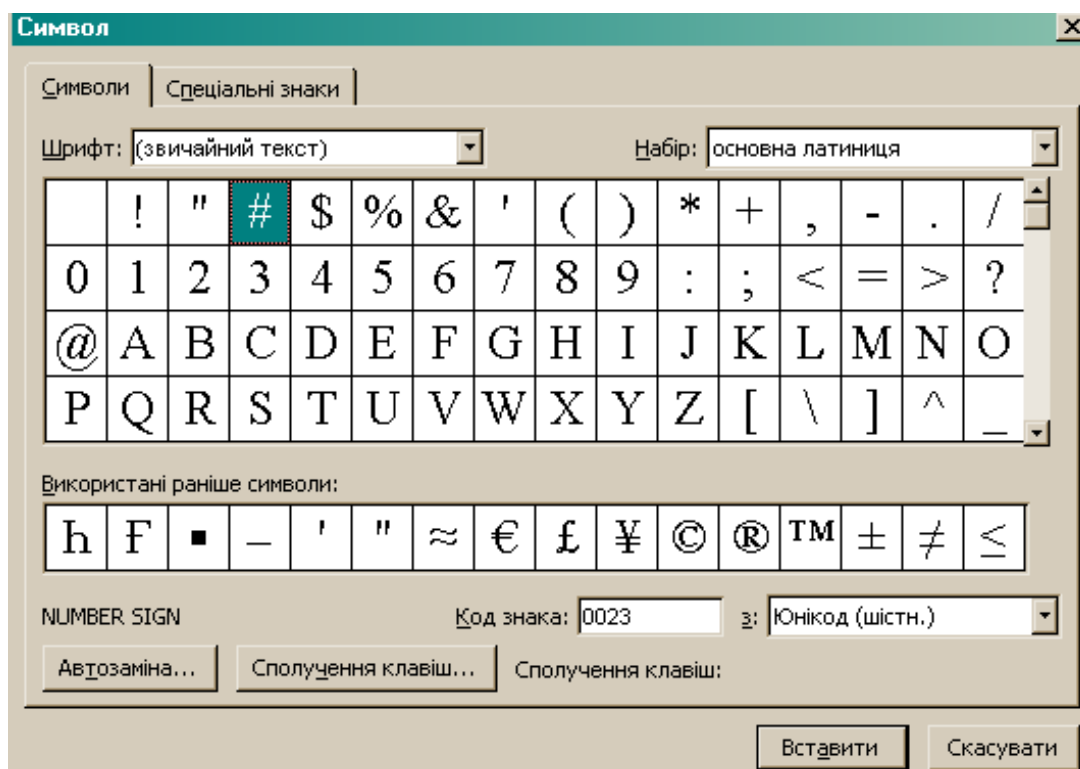 Символ
Символи Спеціальні знаки
Шрифт: (звичайний текст) Набір: основна латиниця
! " # $ % & ' ( ) * + , - . /
0 1 2 3 4 5 6 7 8 9 : ; < = > ?
@ A B C D E F G H I J K L M N O
P Q R S T U V W X Y Z [ \ ] ^ _
Використані раніше символи:
һ Ғ ▪ – ' " ≈ € £ ¥ © ® ™ ± ≠ ≤
NUMBER SIGN Код знака: 0023 з: Юнікод (шістн.)
Автозаміна... Сполучення клавіш... Сполучення клавіш:
Вставити Скасувати